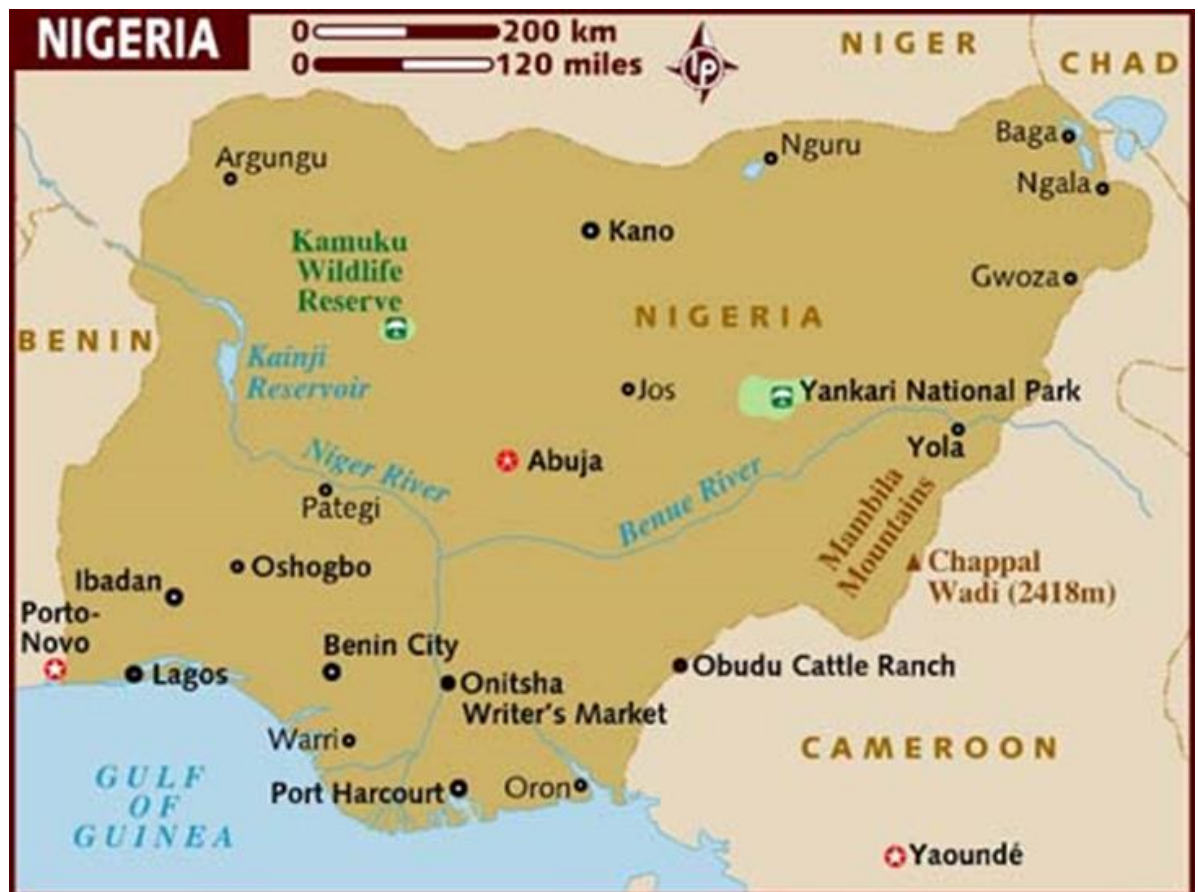 NIGERIA
0 200 km
0 120 miles
lp
NIGER
CHAD
Baga
Nguru
Argungu
Ngala
Kano
Kamuku
Wildlife
Reserve
Gwoza
NIGERIA
BENIN
Kainji
Reservoir
Jos
Yankari National Park
Yola
Abuja
Niger River
Benue River
Pategi
Mambila
Mountains
Oshogbo
Chappal
Wadi (2418m)
Ibadan
Porto-
Novo
Benin City
Lagos
Obudu Cattle Ranch
Onitsha
Writer's Market
Warri
CAMEROON
GULF
OF
GUINEA
Port Harcourt
Oron
Yaoundé